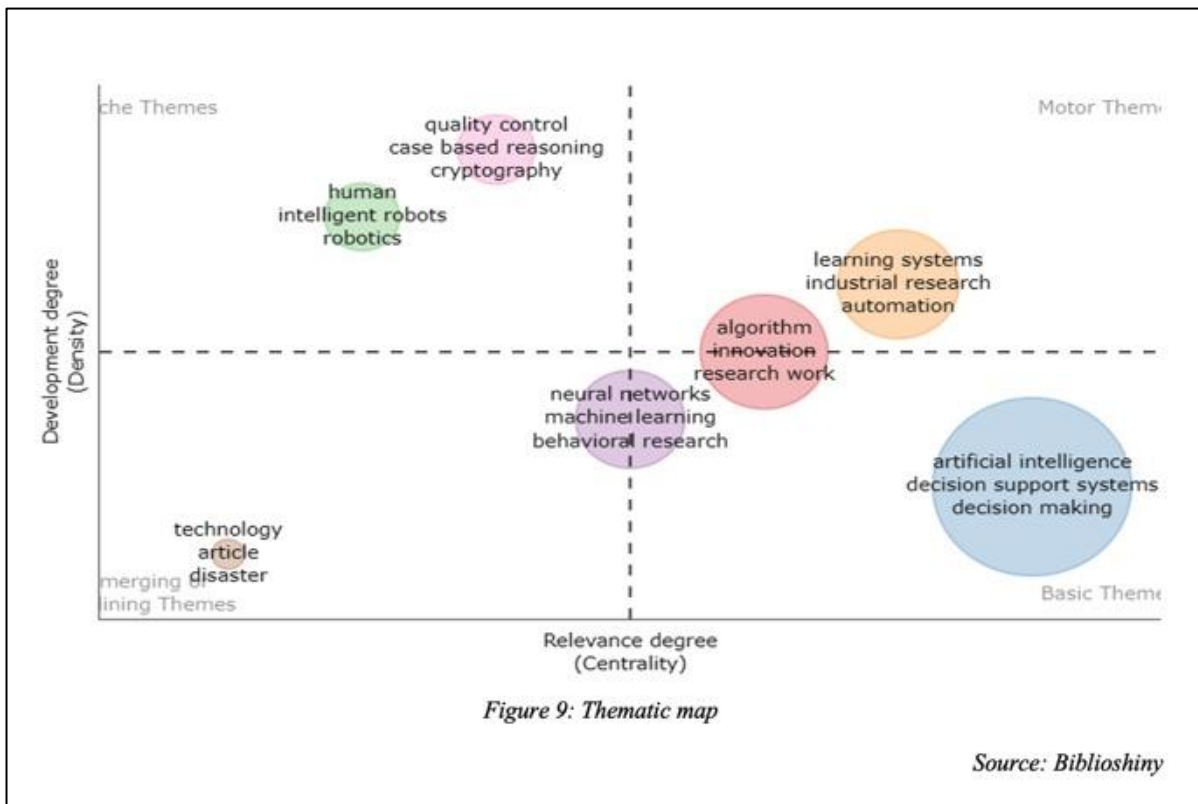 che Themes
Motor Theme
quality control
case based reasoning
cryptography
human
intelligent robots
robotics
learning systems
industrial research
automation
algorithm
innovation
research work
neural networks
machine learning
behavioral research
artificial intelligence
decision support systems
decision making
technology
article
disaster
merging or
lining Themes
Basic Theme
Development degree
(Density)
Relevance degree
(Centrality)
Figure 9: Thematic map
Source: Biblioshiny